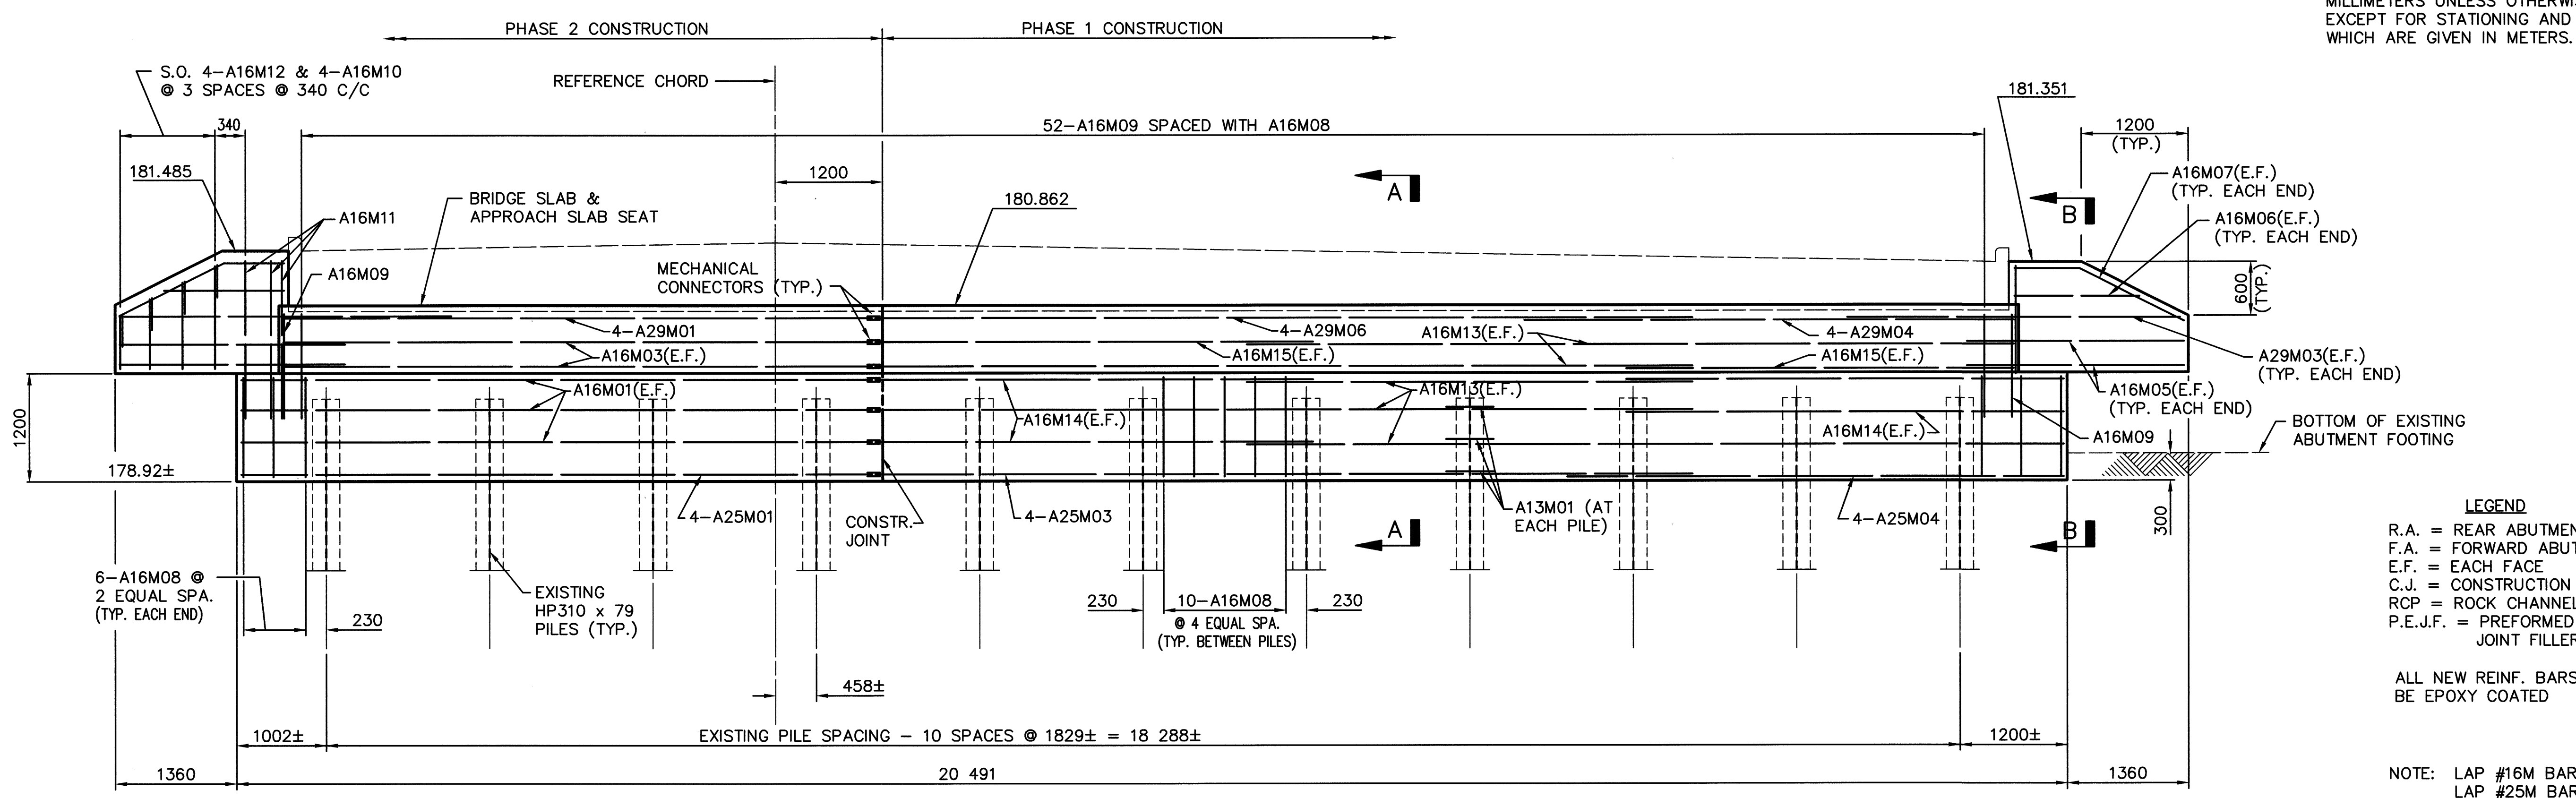 MILLIMETERS UNLESS OTHERWIS
EXCEPT FOR STATIONING AND
WHICH ARE GIVEN IN METERS.
PHASE 2 CONSTRUCTION
PHASE 1 CONSTRUCTION
S.O. 4-A16M12 & 4-A16M10
@ 3 SPACES @ 340 C/C
REFERENCE CHORD
181.351
340
52-A16M09 SPACED WITH A16M08
1200
(TYP.)
181.485
1200
A
B
A16M07(E.F.)
(TYP. EACH END)
BRIDGE SLAB &
APPROACH SLAB SEAT
A16M11
180.862
A16M06(E.F.)
(TYP. EACH END)
A16M09
MECHANICAL
CONNECTORS (TYP.)
600
(TYP.)
4-A29M01
4-A29M06
A16M13(E.F.)
4-A29M04
A16M03(E.F.)
A16M15(E.F.)
A16M15(E.F.)
A29M03(E.F.)
(TYP. EACH END)
A16M01(E.F.)
A16M13(E.F.)
A16M05(E.F.)
(TYP. EACH END)
1200
A16M14(E.F.)
A16M14(E.F.)
A16M09
BOTTOM OF EXISTING
ABUTMENT FOOTING
178.92±
4-A25M01
CONSTR.
JOINT
4-A25M03
A13M01 (AT
EACH PILE)
4-A25M04
300
A
B
LEGEND
R.A. = REAR ABUTMEN
F.A. = FORWARD ABUT
E.F. = EACH FACE
C.J. = CONSTRUCTION
RCP = ROCK CHANNEL
P.E.J.F. = PREFORMED
JOINT FILLER
6-A16M08 @
2 EQUAL SPA.
(TYP. EACH END)
230
EXISTING
HP310 x 79
PILES (TYP.)
230
10-A16M08
@ 4 EQUAL SPA.
(TYP. BETWEEN PILES)
230
458±
ALL NEW REINF. BARS
BE EPOXY COATED
1002±
EXISTING PILE SPACING - 10 SPACES @ 1829± = 18 288±
1200±
1360
20 491
1360
NOTE: LAP #16M BAR
LAP #25M BAR